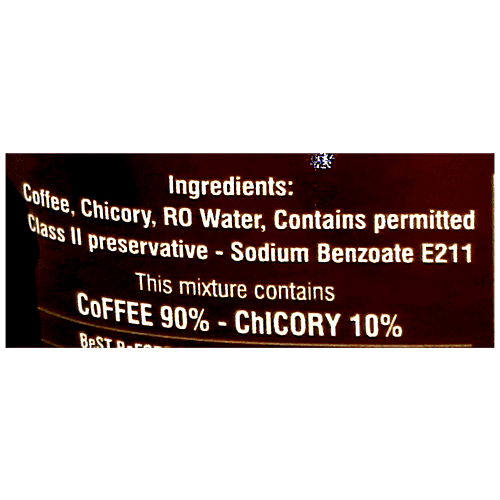 Ingredients:
Coffee, Chicory, RO Water, Contains permitted
Class II preservative - Sodium Benzoate E211
This mixture contains
CoFFEE 90% - ChICORY 10%
BeST